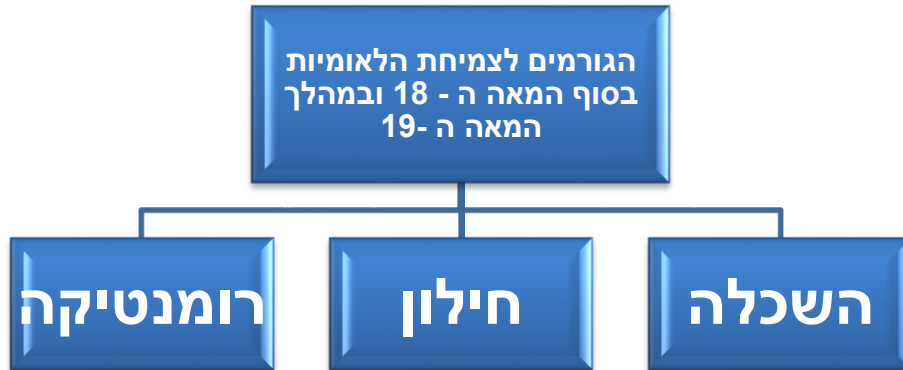 הגורמים לצמיחת הלאומיות
בסוף המאה ה - 18 ובמהלך
המאה ה -19
השכלה
חילון
רומנטיקה